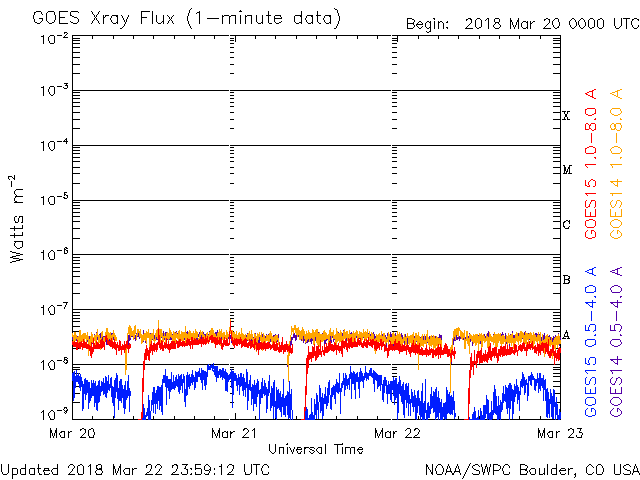 GOES Xray Flux (1-minute data)
Begin: 2018 Mar 20 0000 UTC
10⁻²
10⁻³
10⁻⁴
10⁻⁵
10⁻⁶
10⁻⁷
10⁻⁸
10⁻⁹
Watts m⁻²
X
M
C
B
A
GOES15 1.0-8.0 A
GOES14 1.0-8.0 A
GOES15 0.5-4.0 A
GOES14 0.5-4.0 A
Mar 20
Mar 21
Mar 22
Mar 23
Universal Time
Updated 2018 Mar 22 23:59:12 UTC
NOAA/SWPC Boulder, CO USA